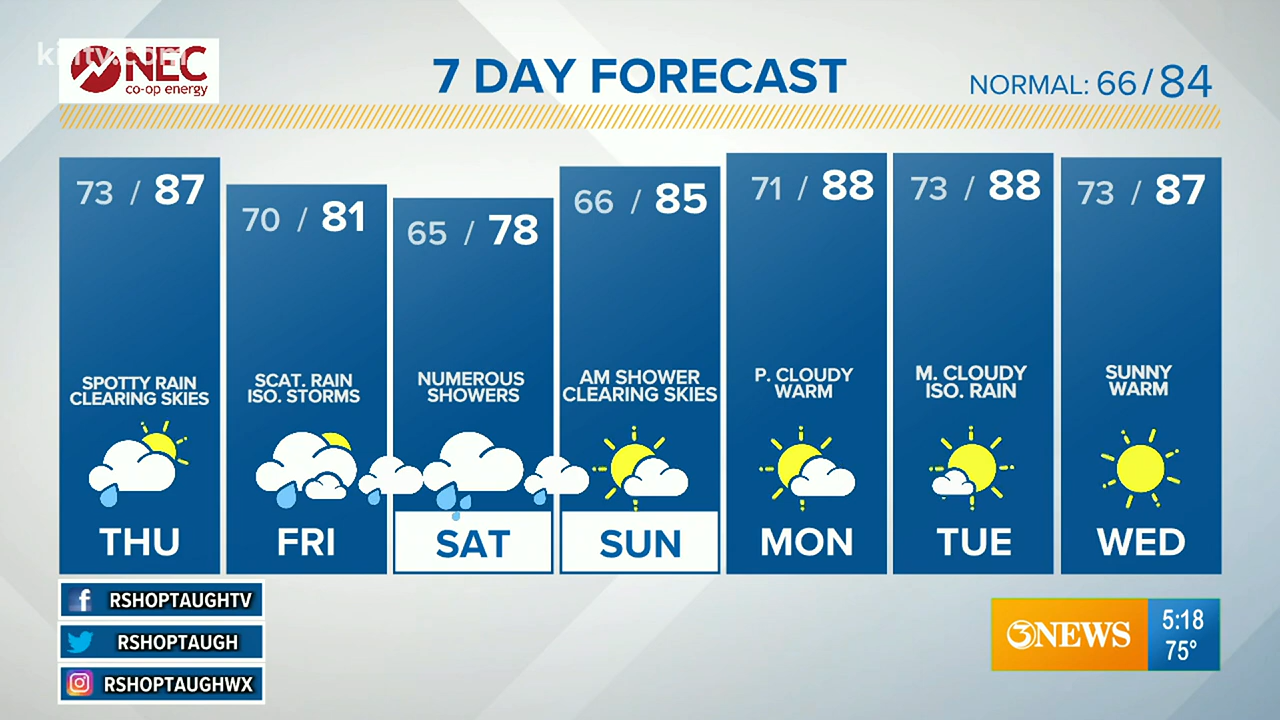 kiiitv.com
NEC
co-op energy
7 DAY FORECAST
NORMAL: 66/84
73 / 87
70 / 81
65 / 78
66 / 85
71 / 88
73 / 88
73 / 87
SPOTTY RAIN
CLEARING SKIES
SCAT. RAIN
ISO. STORMS
NUMEROUS
SHOWERS
AM SHOWER
CLEARING SKIES
P. CLOUDY
WARM
M. CLOUDY
ISO. RAIN
SUNNY
WARM
THU
FRI
SAT
SUN
MON
TUE
WED
f RSHOPTAUGHTV
RSHOPTAUGH
RSHOPTAUGHWX
3NEWS
5:18
75°